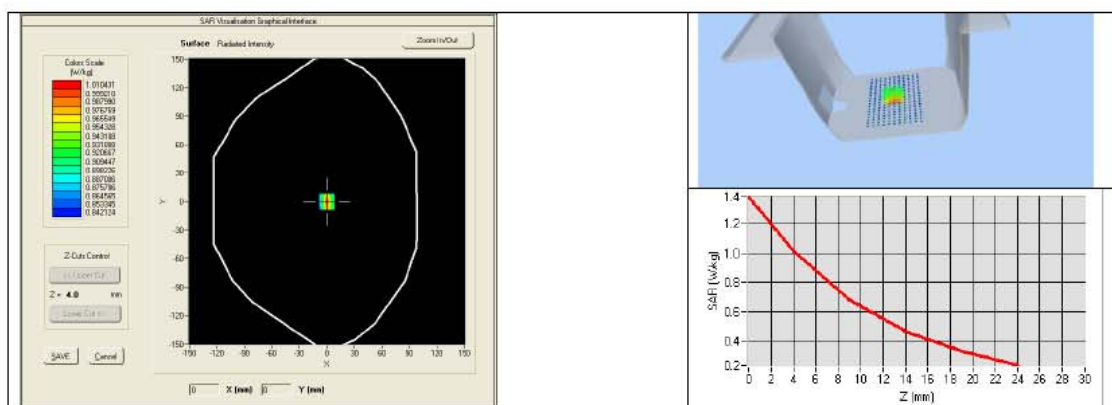 SAR Visualisation Graphical Interface
Surface Radiated Intensity
Zoom In/Out
Colors Scale
(W/kg)
1.010431
0.999210
0.987990
0.976769
0.965549
0.954328
0.943108
0.931888
0.920667
0.909447
0.898226
0.887006
0.875786
0.864565
0.853345
0.842124
Z-Cuts Control
Z = 4.0 mm
SAVE
Cancel
150
120
90
60
30
0
-30
-60
-90
-120
-150
Y
-150 -120 -90 -60 -30 0 30 60 90 120 150
X
0 X (mm) 0 Y (mm)
1.4
1.2
1.0
0.8
0.6
0.4
0.2
SAR (W/kg)
0 2 4 6 8 10 12 14 16 18 20 22 24 26 28 30
Z (mm)